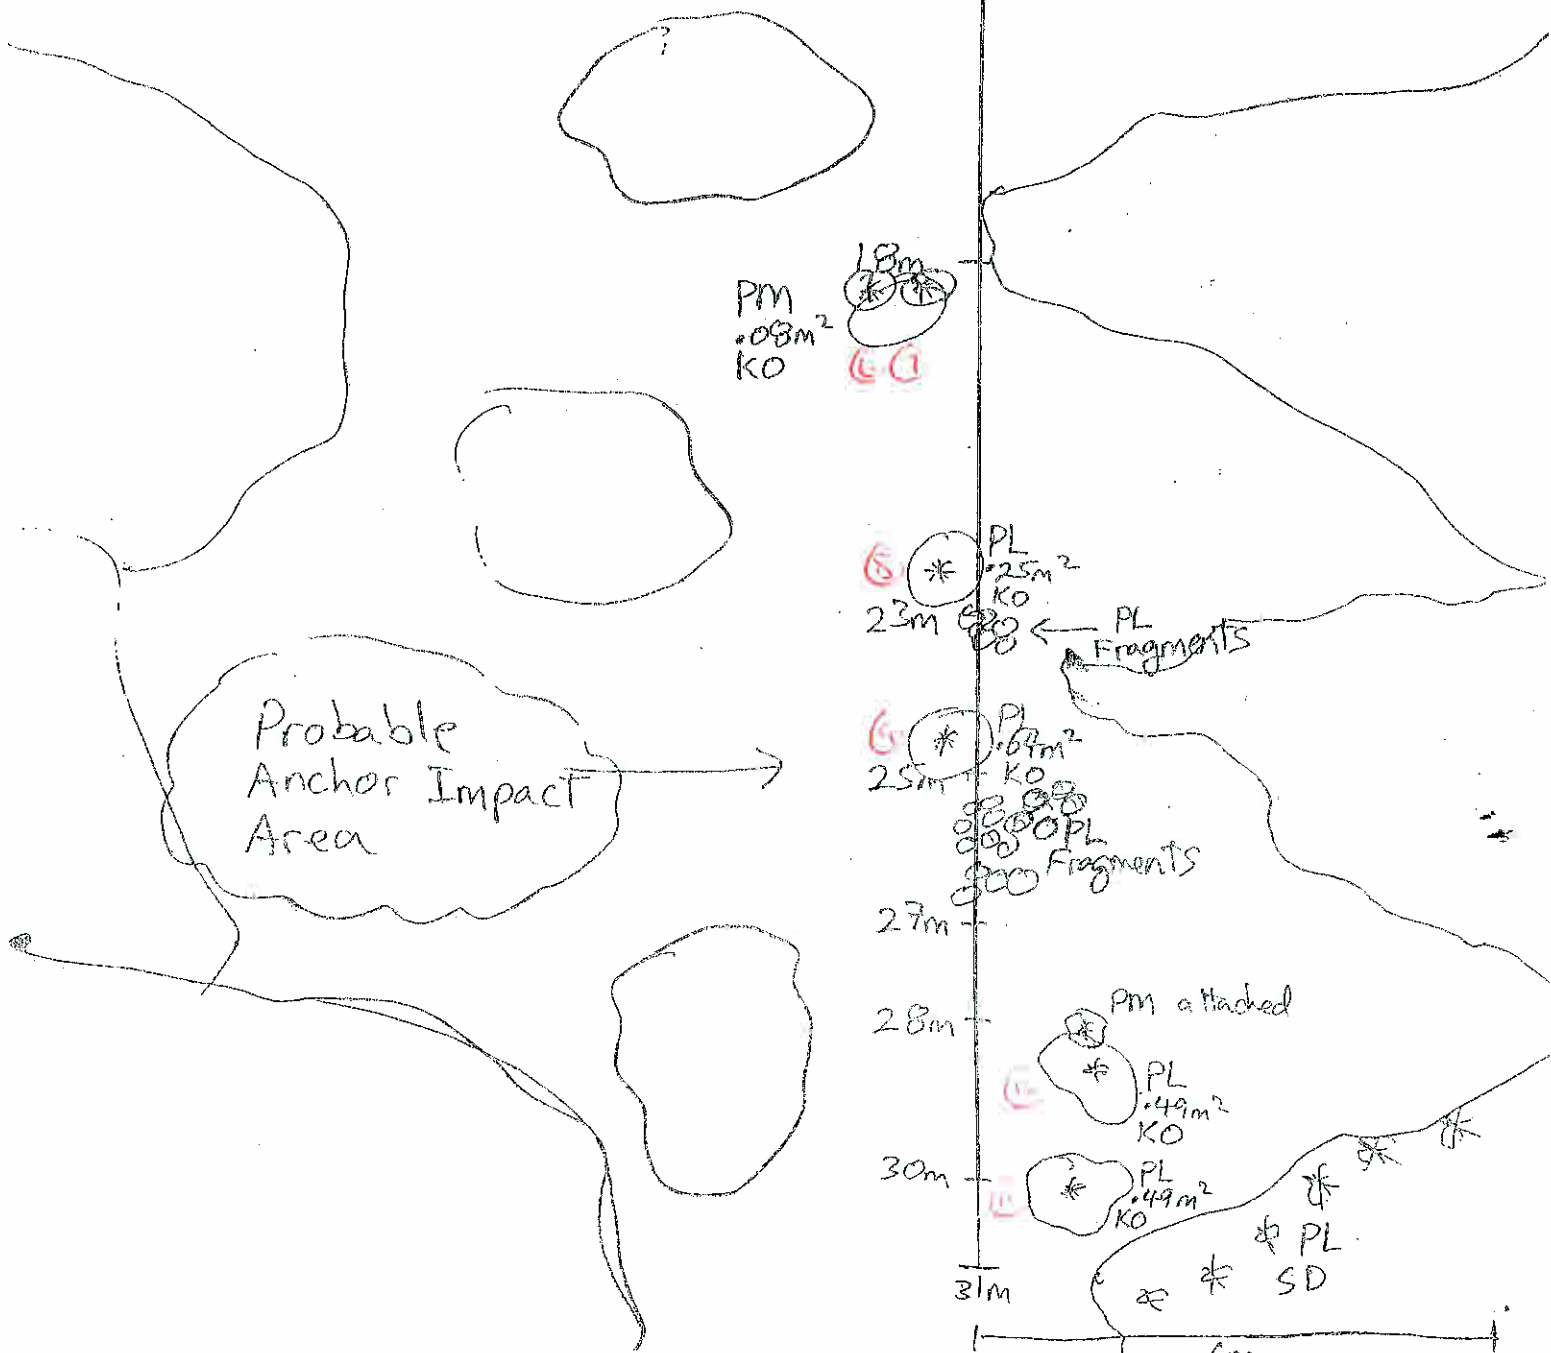 ?
18m
PM
.08m²
KO
PL
.25m²
KO
23m
PL
Fragments
Probable
Anchor Impact
Area
PL
KO
25m
PL
Fragments
27m
28m
PM attached
PL
.49m²
KO
30m
PL
.49m²
KO
PL
SD
31m